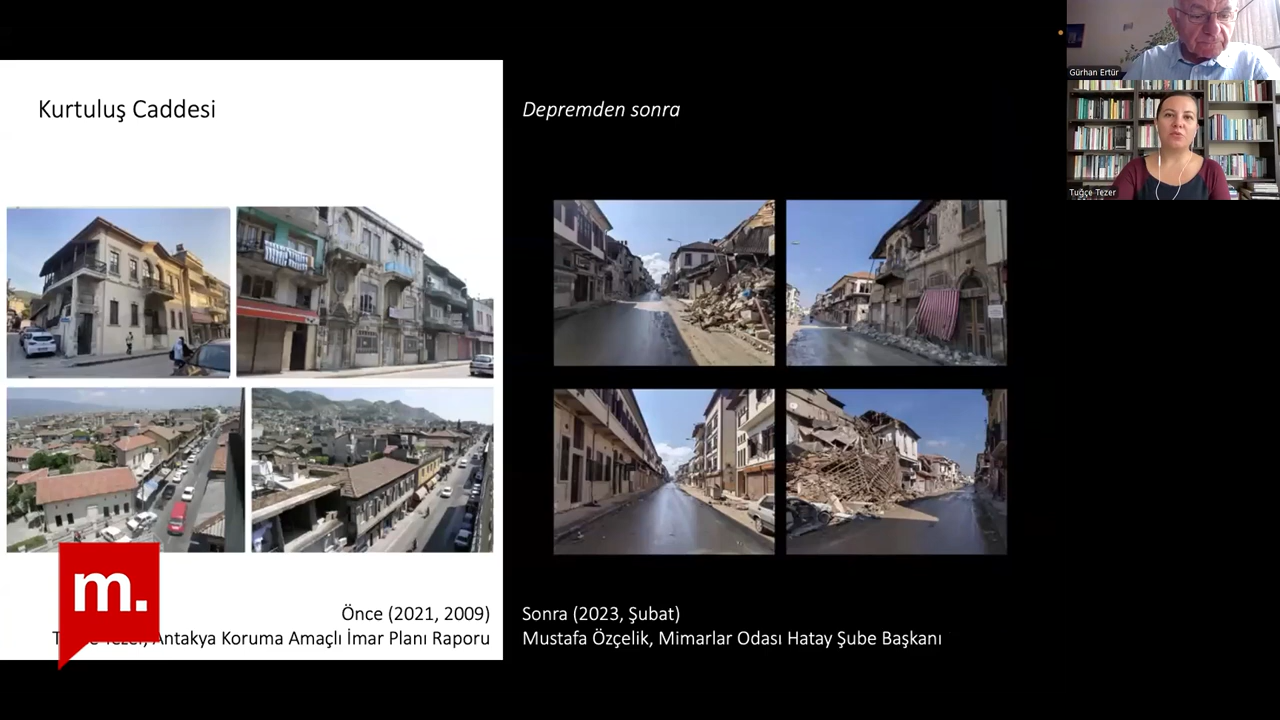 Kurtuluş Caddesi
Depremden sonra
Gürhan Ertür
Tuğçe Tezer
Önce (2021, 2009)
Tezer, Antakya Koruma Amaçlı İmar Planı Raporu
Sonra (2023, Şubat)
Mustafa Özçelik, Mimarlar Odası Hatay Şube Başkanı
m.